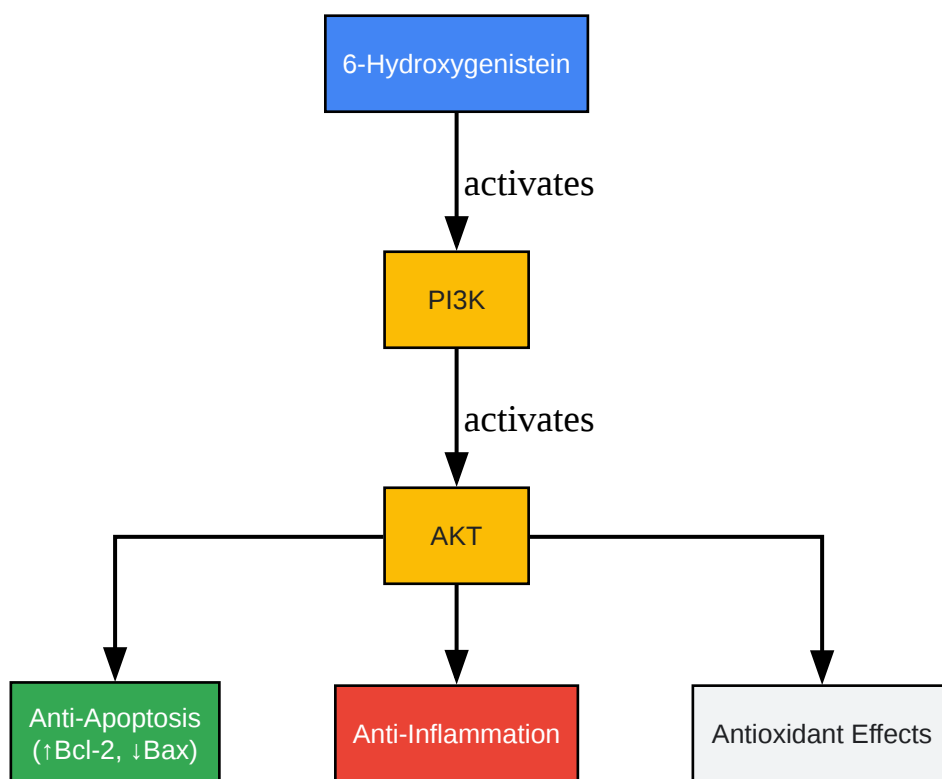 6-Hydroxygenistein
activates
PI3K
activates
AKT
Anti-Apoptosis
(↑Bcl-2, ↓Bax)
Anti-Inflammation
Antioxidant Effects